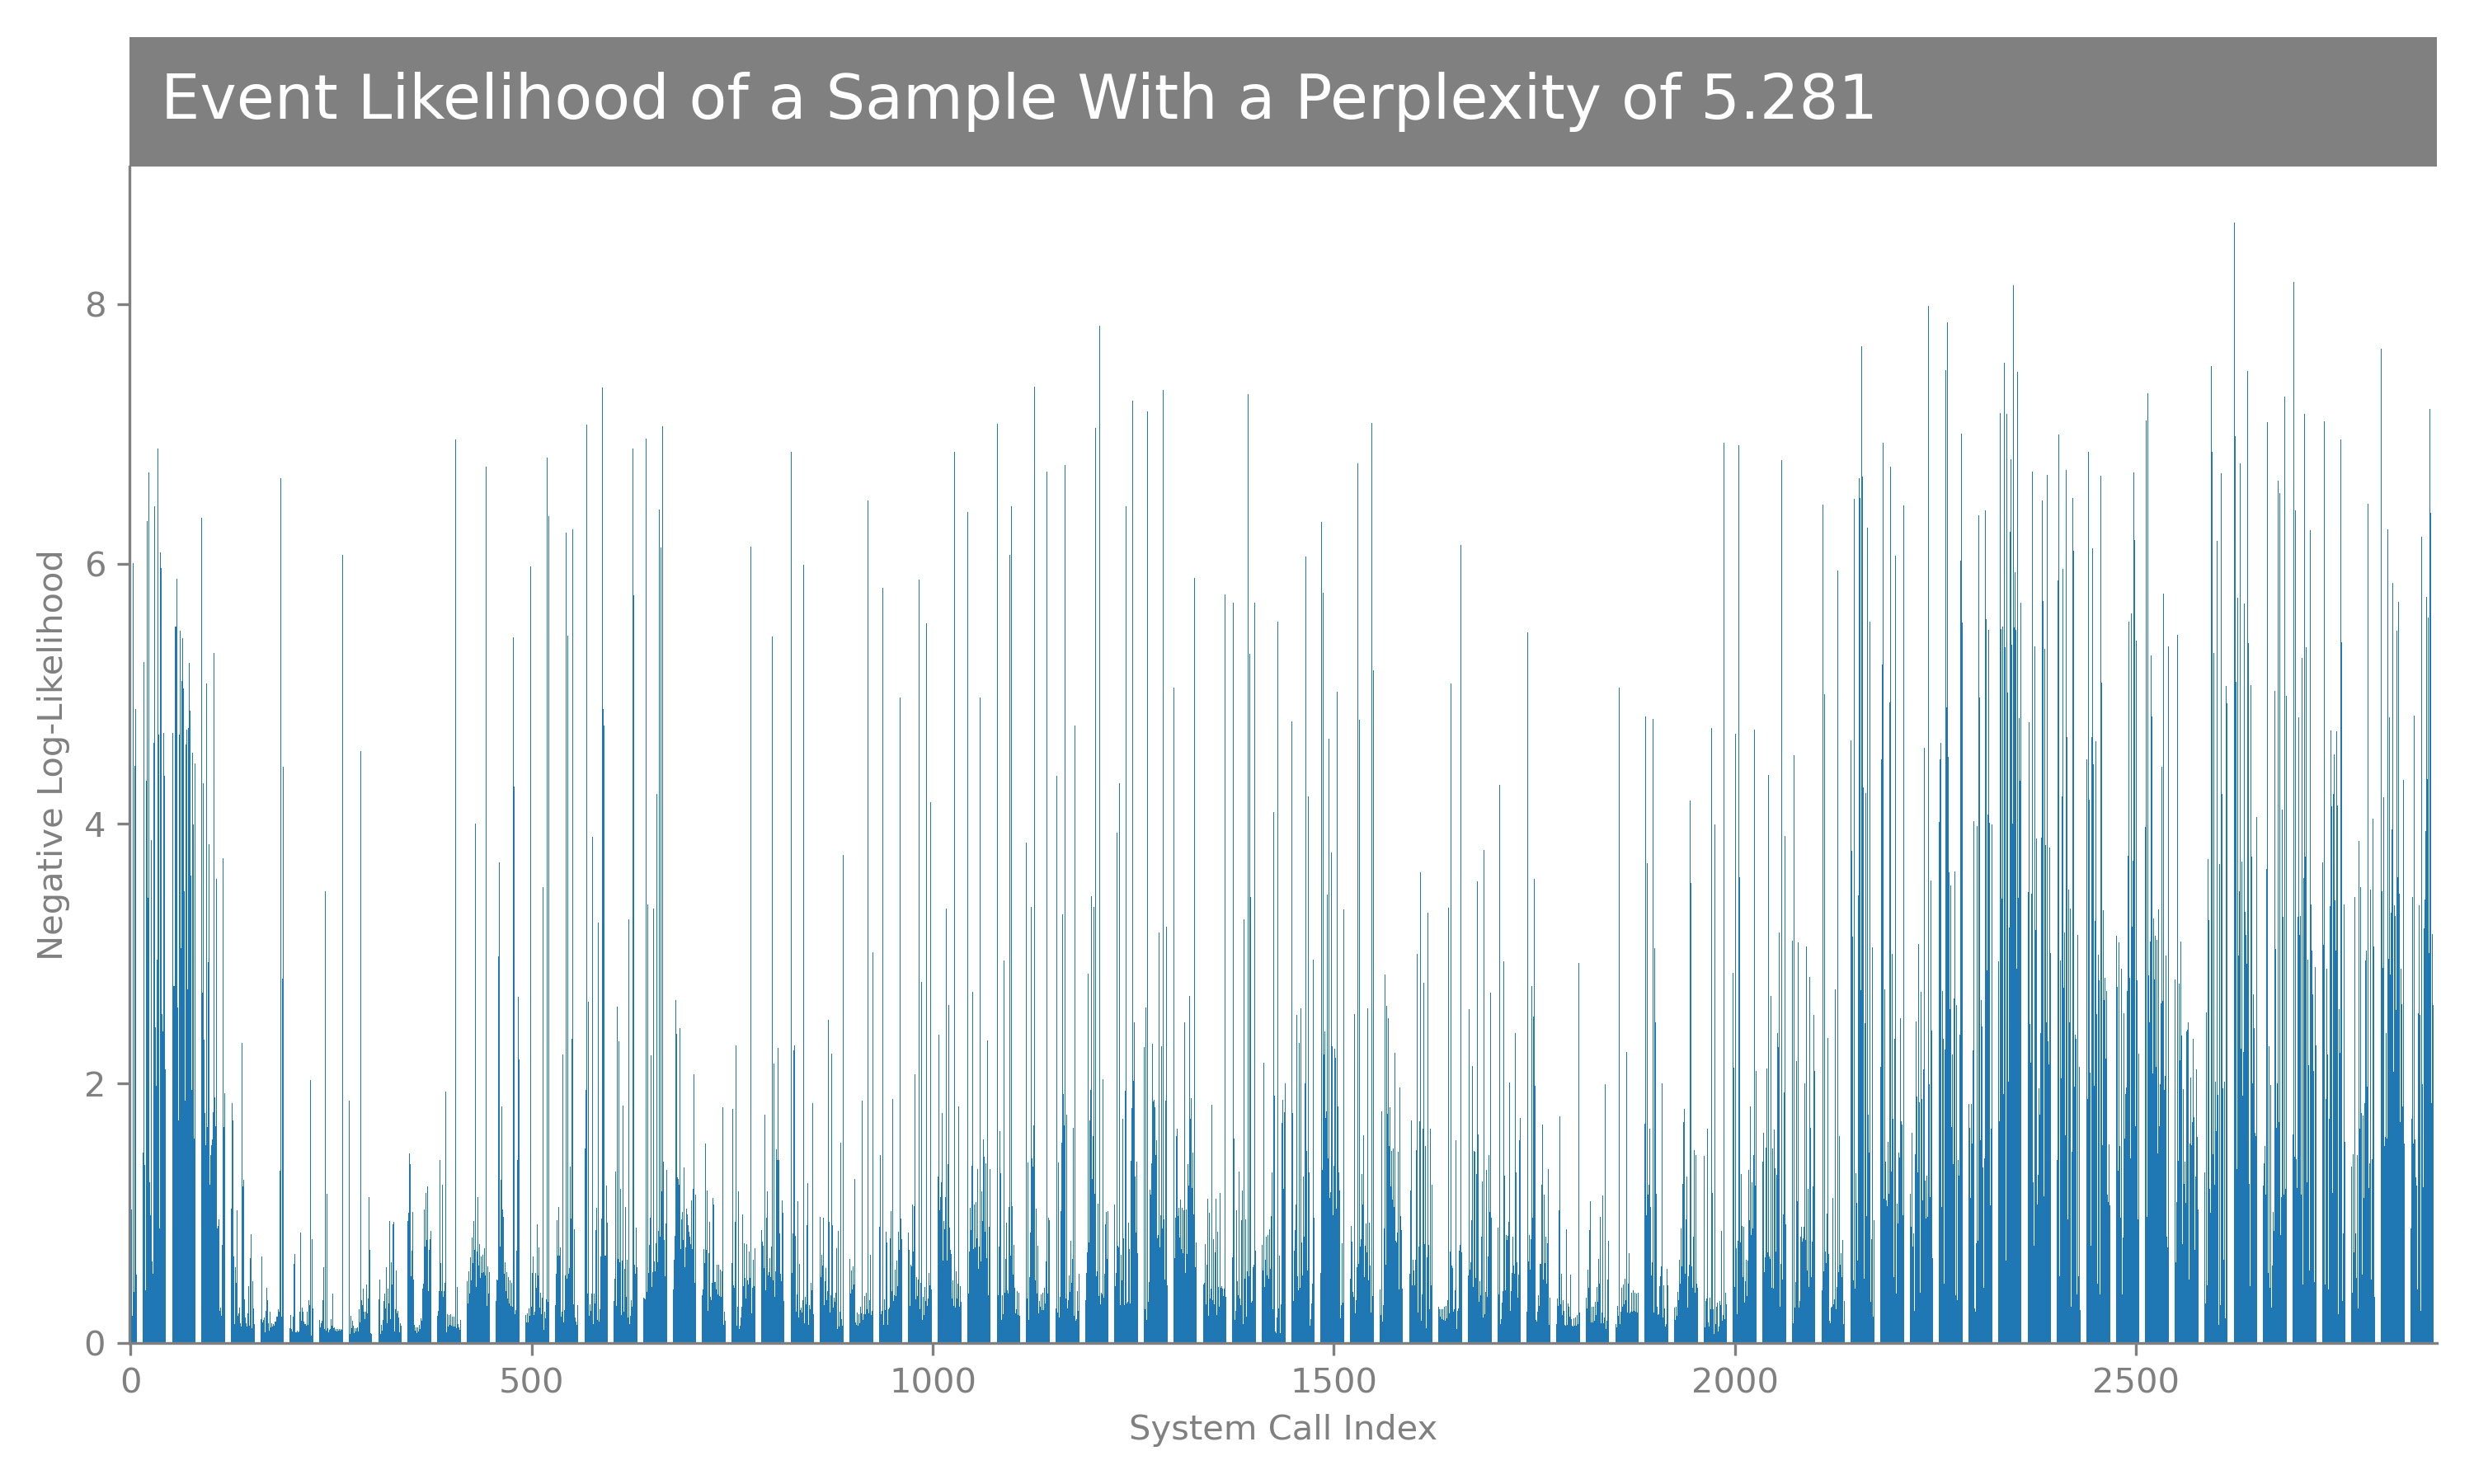 Event Likelihood of a Sample With a Perplexity of 5.281
8
6
4
2
0
Negative Log-Likelihood
0 500 1000 1500 2000 2500
System Call Index